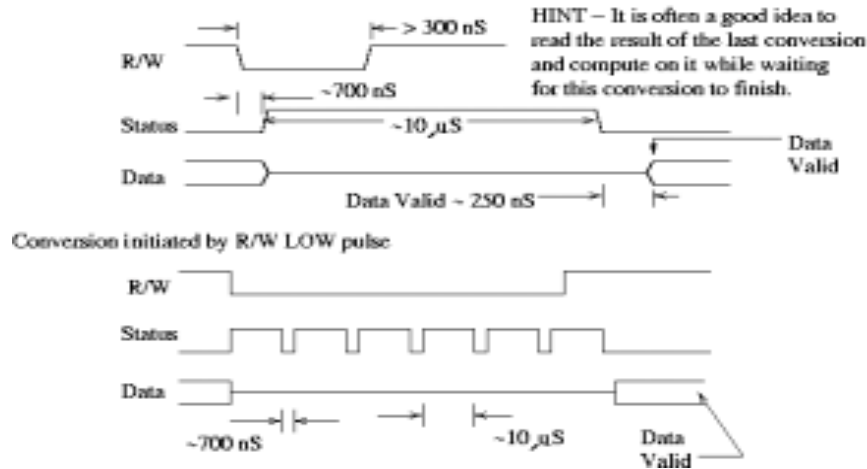 > 300 nS
HINT – It is often a good idea to
read the result of the last conversion
and compute on it while waiting
for this conversion to finish.
R/W
~700 nS
Status
~10 µS
Data
Valid
Data
Data Valid ~ 250 nS
Conversion initiated by R/W LOW pulse
R/W
Status
Data
~700 nS
~10 µS
Data
Valid